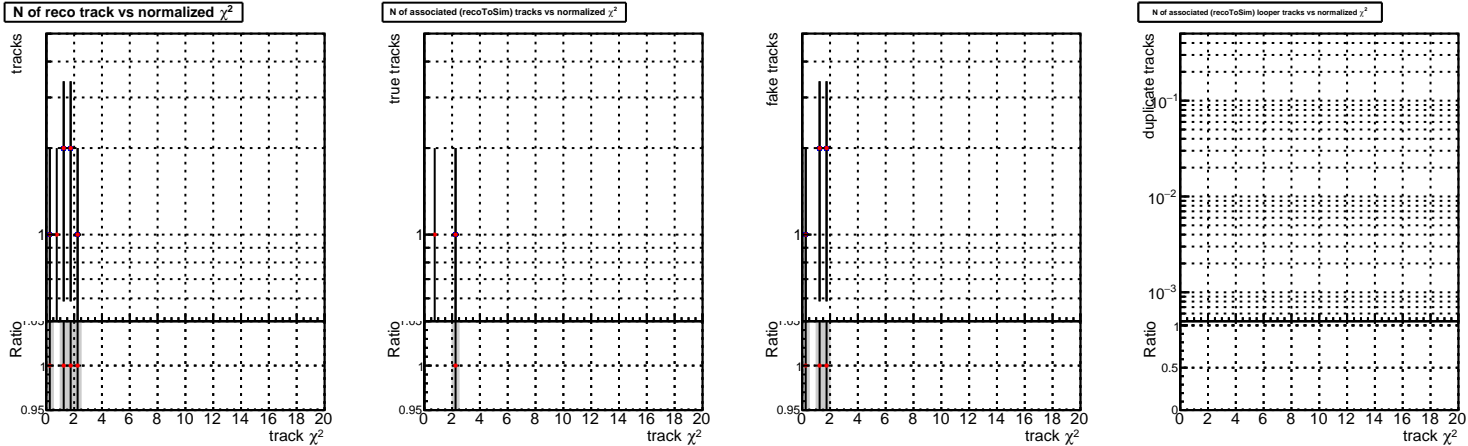 N of reco track vs normalized χ²
tracks
1
Ratio
1
0.95
0 2 4 6 8 10 12 14 16 18 20
track χ²
N of associated (recoToSim) tracks vs normalized χ²
true tracks
1
Ratio
1
0.95
0 2 4 6 8 10 12 14 16 18 20
track χ²
fake tracks
1
Ratio
1
0.95
0 2 4 6 8 10 12 14 16 18 20
track χ²
N of associated (recoToSim) looper tracks vs normalized χ²
duplicate tracks
10⁻¹
10⁻²
10⁻³
Ratio
1
0.5
0
0 2 4 6 8 10 12 14 16 18 20
track χ²